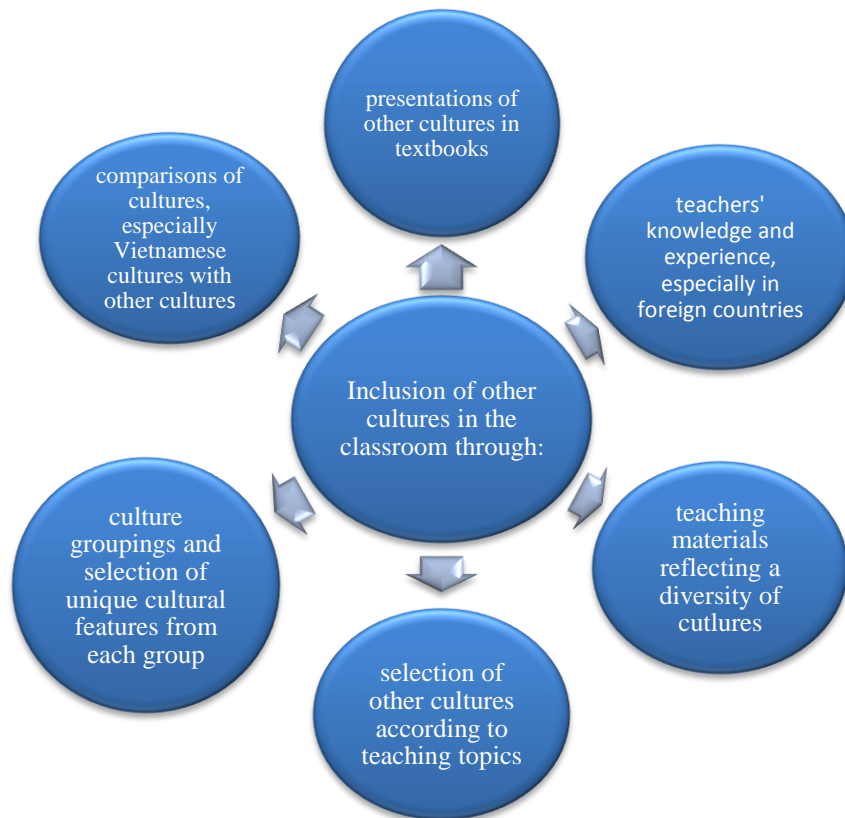 presentations of
other cultures in
textbooks
comparisons of
cultures,
especially
Vietnamese
cultures with
other cultures
teachers'
knowledge and
experience,
especially in
foreign countries
Inclusion of other
cultures in the
classroom through:
culture
groupings and
selection of
unique cultural
features from
each group
teaching
materials
reflecting a
diversity of
cutlures
selection of
other cultures
according to
teaching topics